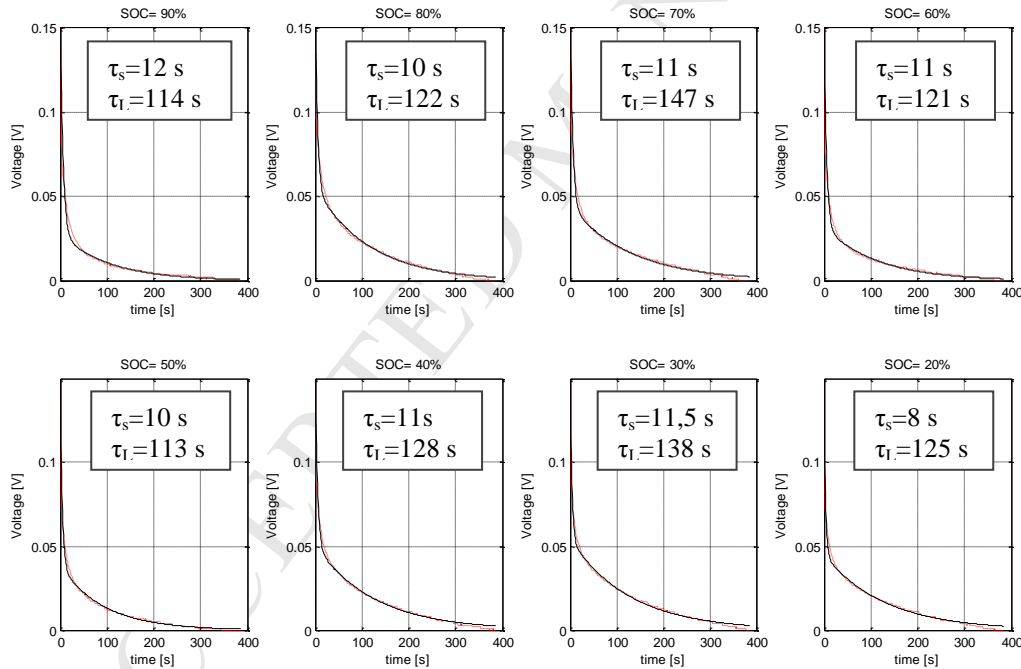 SOC= 90%
SOC= 80%
SOC= 70%
SOC= 60%
0.15
0.15
0.15
0.15
τs=12 s
τL=114 s
τs=10 s
τL=122 s
τs=11 s
τL=147 s
τs=11 s
τL=121 s
0.1
0.1
0.1
0.1
Voltage [V]
Voltage [V]
Voltage [V]
Voltage [V]
0.05
0.05
0.05
0.05
0
0
0
0
0 100 200 300 400
0 100 200 300 400
0 100 200 300 400
0 100 200 300 400
time [s]
time [s]
time [s]
time [s]
SOC= 50%
SOC= 40%
SOC= 30%
SOC= 20%
τs=10 s
τL=113 s
τs=11s
τL=128 s
τs=11,5 s
τL=138 s
τs=8 s
τL=125 s
0.1
0.1
0.1
0.1
Voltage [V]
Voltage [V]
Voltage [V]
Voltage [V]
0.05
0.05
0.05
0.05
0
0
0
0
0 100 200 300 400
0 100 200 300 400
0 100 200 300 400
0 100 200 300 400
time [s]
time [s]
time [s]
time [s]
CEPTED M